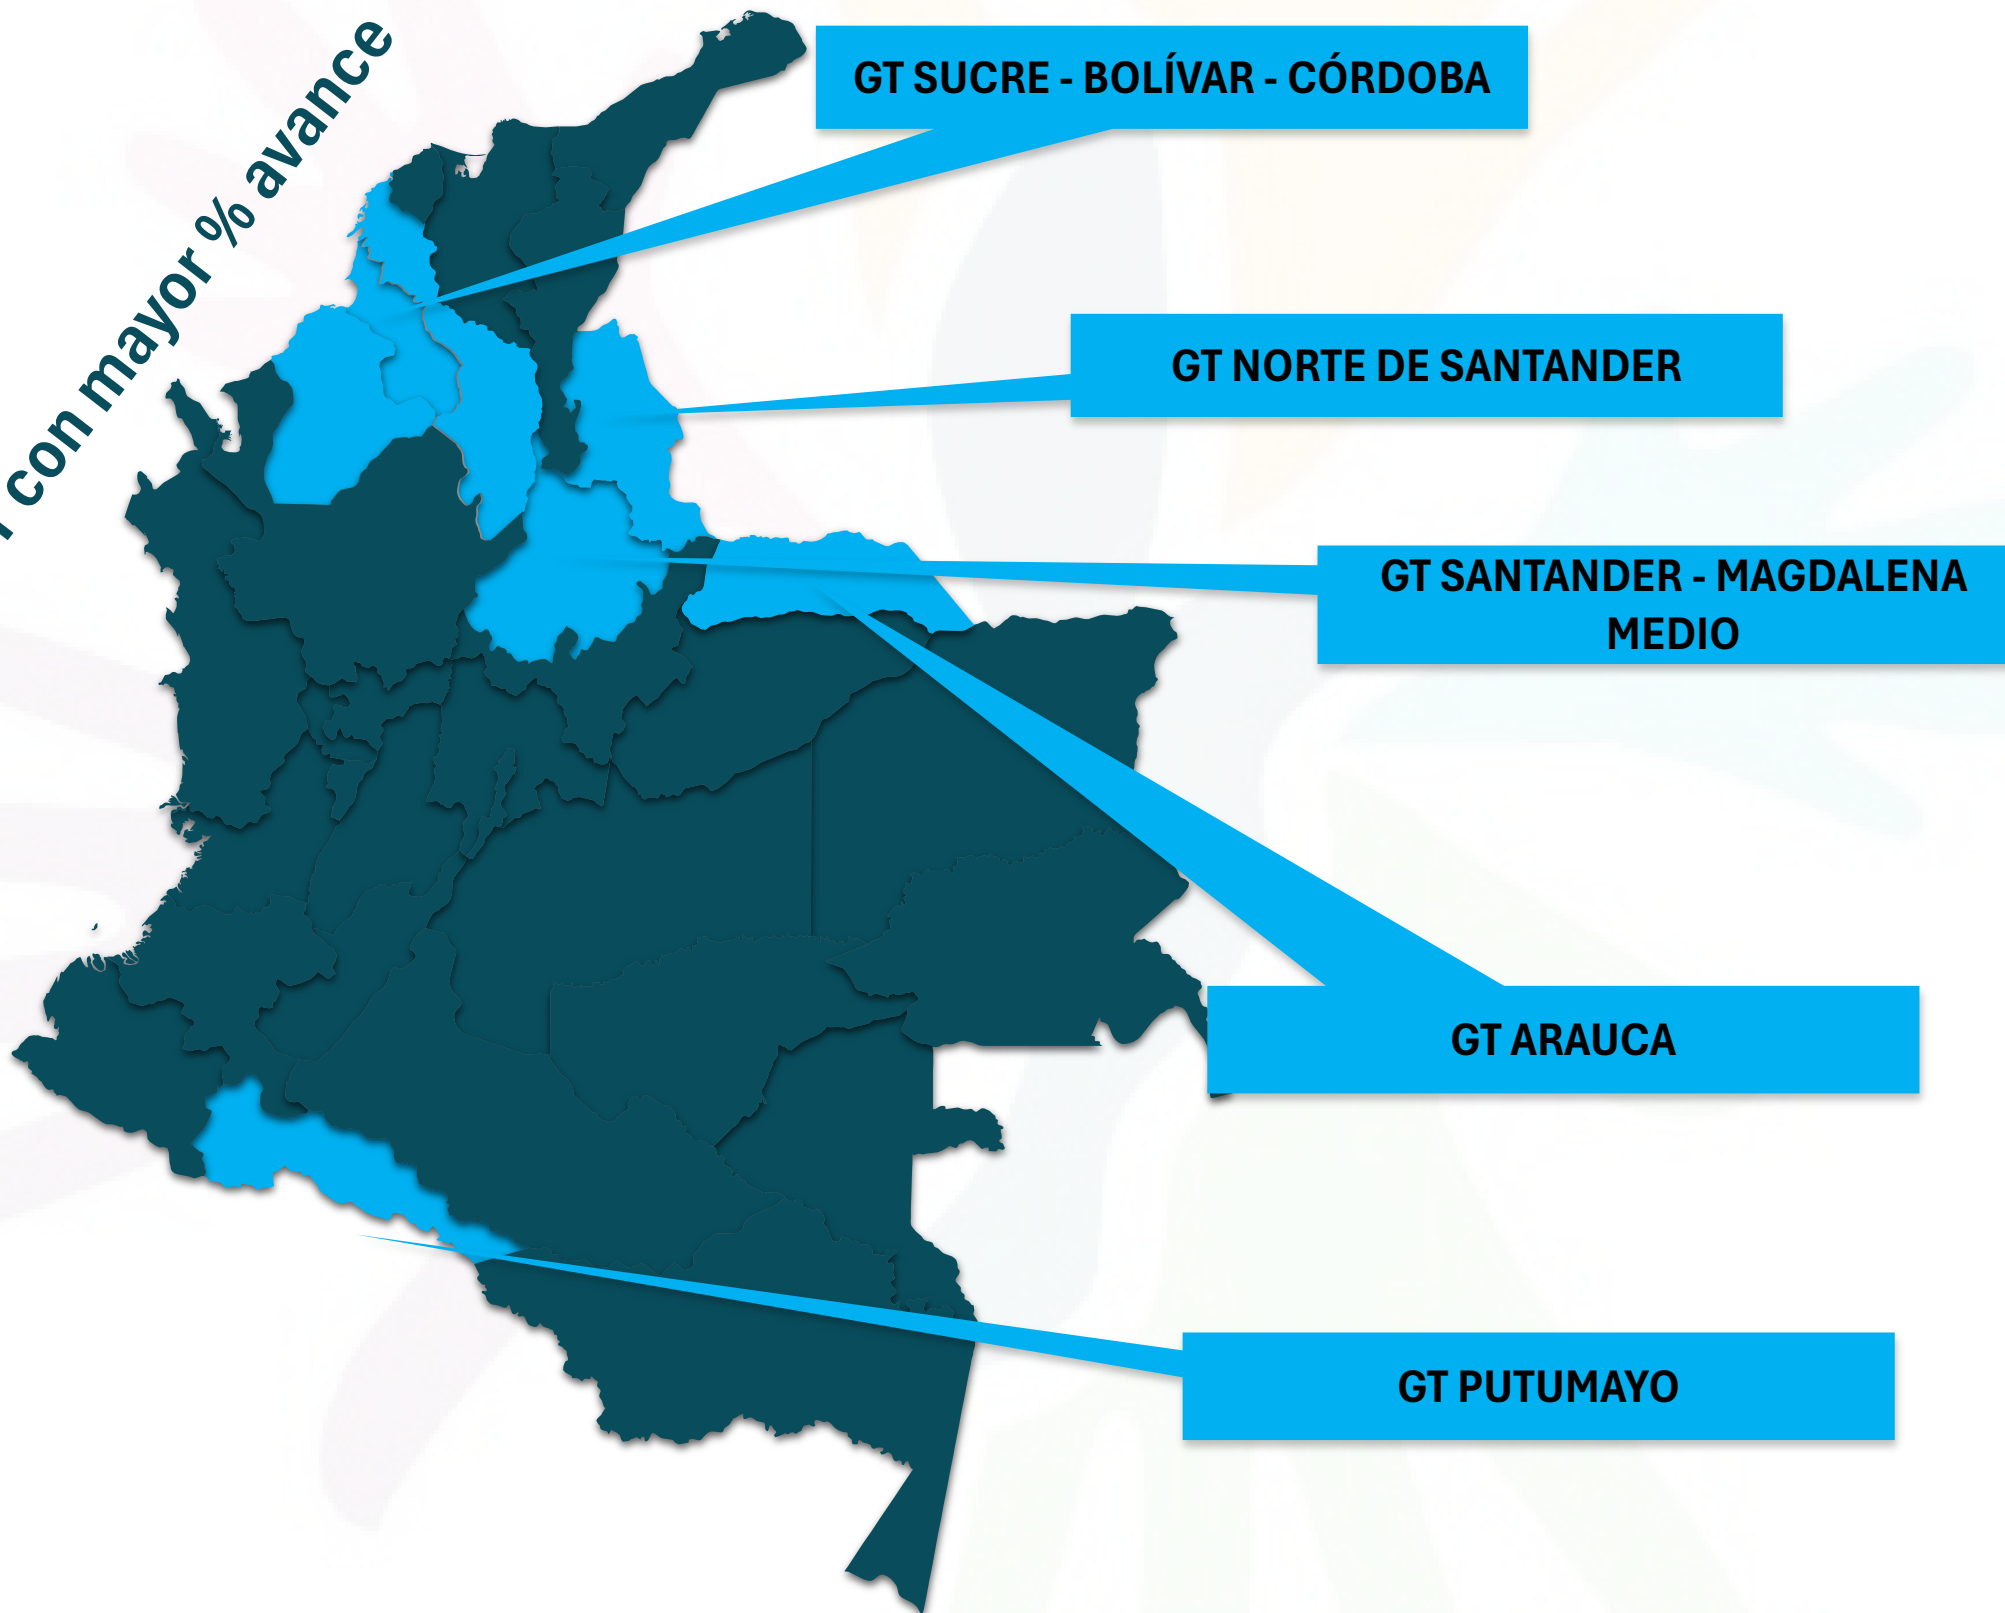 con mayor % avance
GT SUCRE - BOLÍVAR - CÓRDOBA
GT NORTE DE SANTANDER
GT SANTANDER - MAGDALENA
MEDIO
GT ARAUCA
GT PUTUMAYO